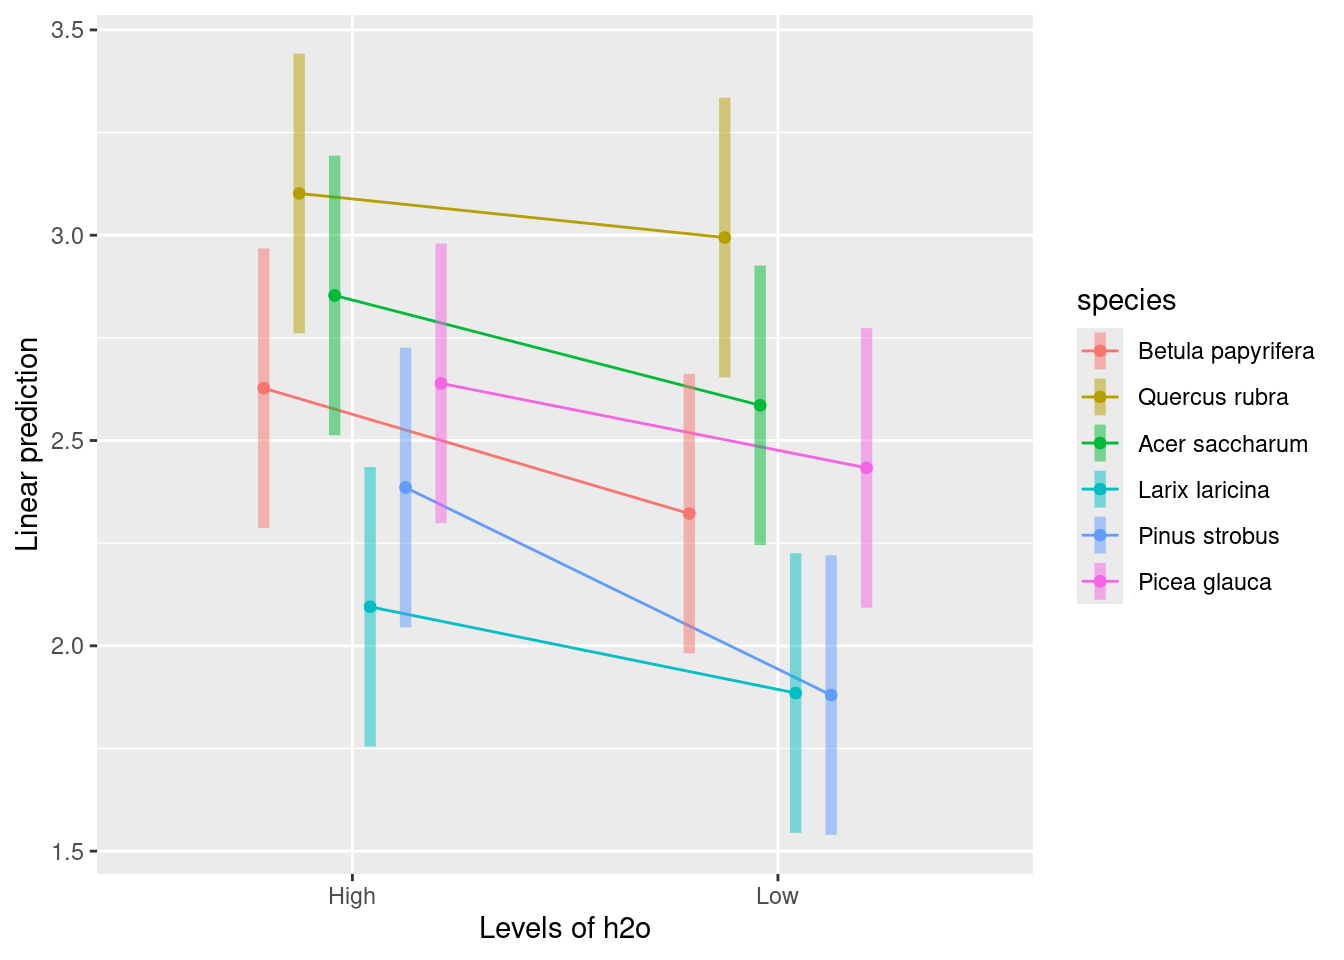 3.5
3.0
2.5
2.0
1.5
Linear prediction
High
Low
Levels of h2o
species
Betula papyrifera
Quercus rubra
Acer saccharum
Larix laricina
Pinus strobus
Picea glauca